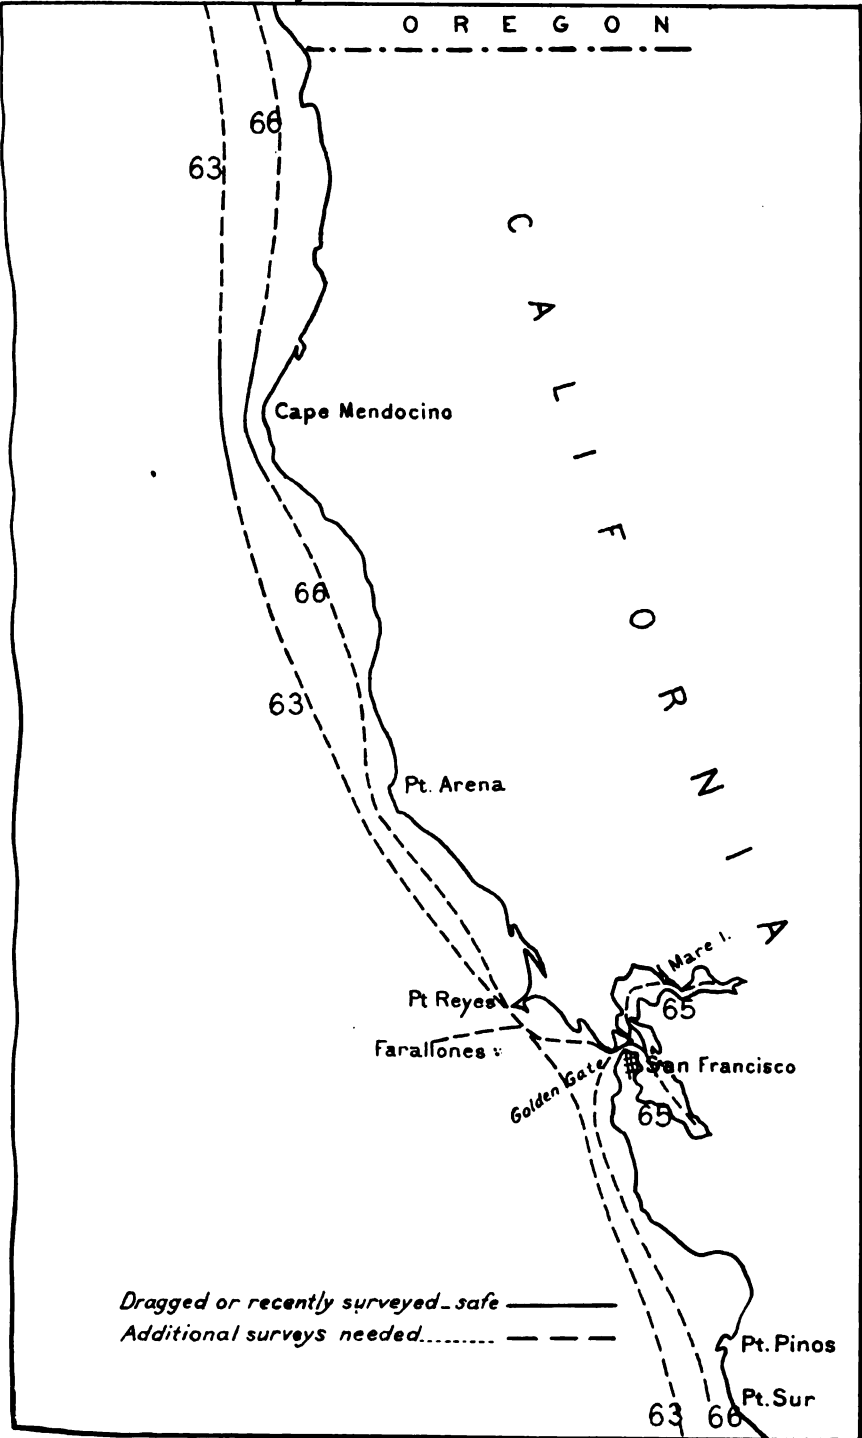 OREGON
66
63
CALIFORNIA
Cape Mendocino
66
63
Pt. Arena
Mare I.
Pt Reyes
65
Farallones
San Francisco
Golden Gate
65
Dragged or recently surveyed_safe
Additional surveys needed.........
Pt. Pinos
Pt. Sur
63 66